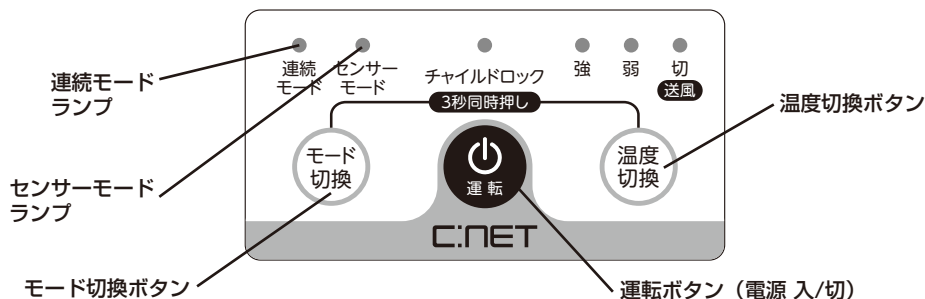 連続モード
ランプ
センサーモード
ランプ
モード切換ボタン
連続
モード
センサー
モード
チャイルドロック
3秒同時押し
強
弱
切
送風
モード
切換
運転
温度
切換
C:NET
温度切換ボタン
運転ボタン（電源 入/切）